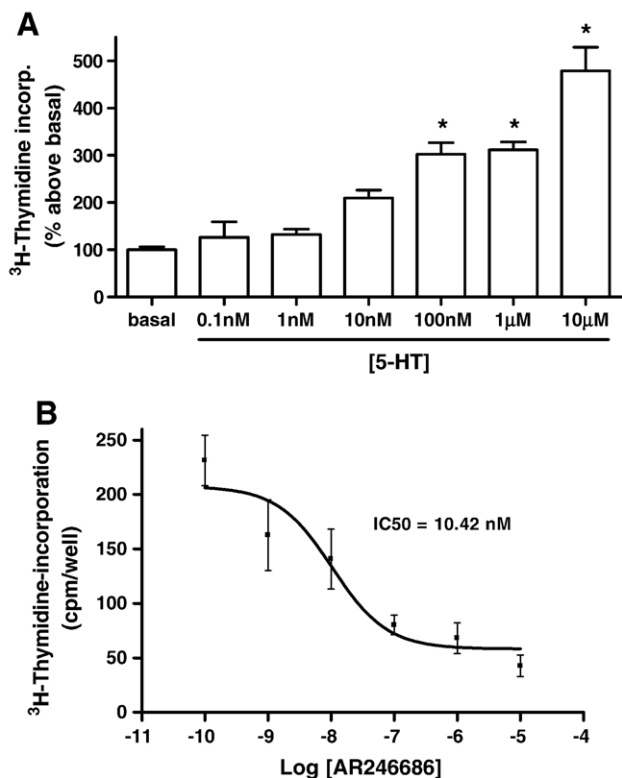 A
³H-Thymidine incorp.
(% above basal)
500
400
300
200
100
0
*
*
*
basal 0.1nM 1nM 10nM 100nM 1µM 10µM
[5-HT]
B
³H-Thymidine-incorporation
(cpm/well)
250
200
150
100
50
0
IC50 = 10.42 nM
-11 -10 -9 -8 -7 -6 -5 -4
Log [AR246686]